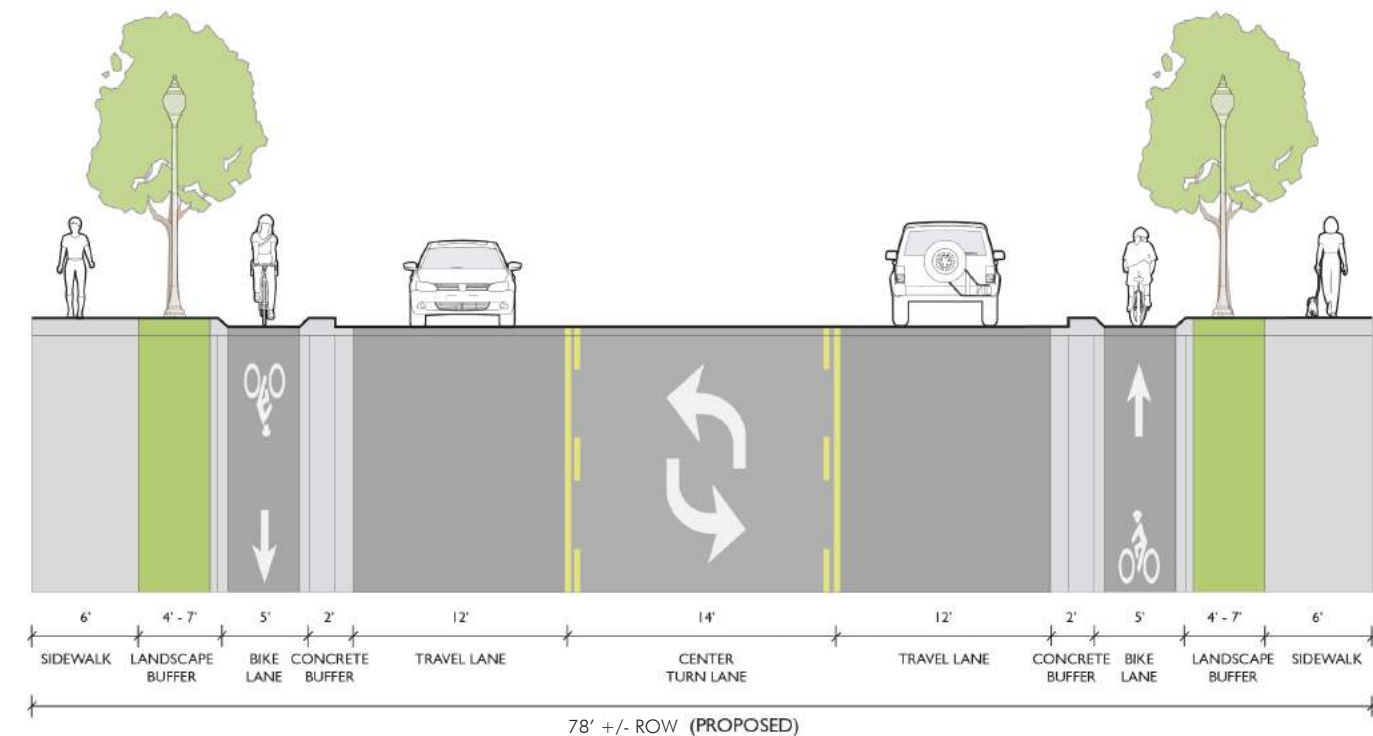 6' 4' - 7' 5' 2' 12' 14' 12' 2' 5' 4' - 7' 6'
SIDEWALK LANDSCAPE BIKE CONCRETE TRAVEL LANE CENTER TRAVEL LANE CONCRETE BIKE LANDSCAPE SIDEWALK
BUFFER LANE BUFFER TURN LANE BUFFER LANE BUFFER
78' +/- ROW (PROPOSED)